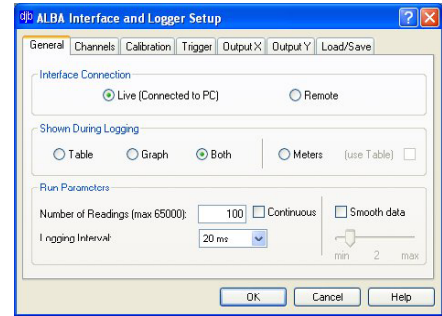 djb ALBA Interface and Logger Setup
General Channels Calibration Trigger Output X Output Y Load/Save
Interface Connection
Live (Connected to PC) Remote
Shown During Logging
Table Graph Both Meters (use Table)
Run Parameters
Number of Readings (max 65000): 100 Continuous Smooth data
Logging Interval: 20 ms
min 2 max
OK Cancel Help